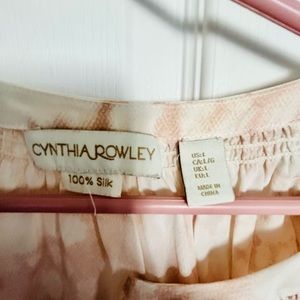 CYNTHIA ROWLEY
100% Silk
US:L
CA:L/G
UK:L
EU:L
MADE IN
CHINA